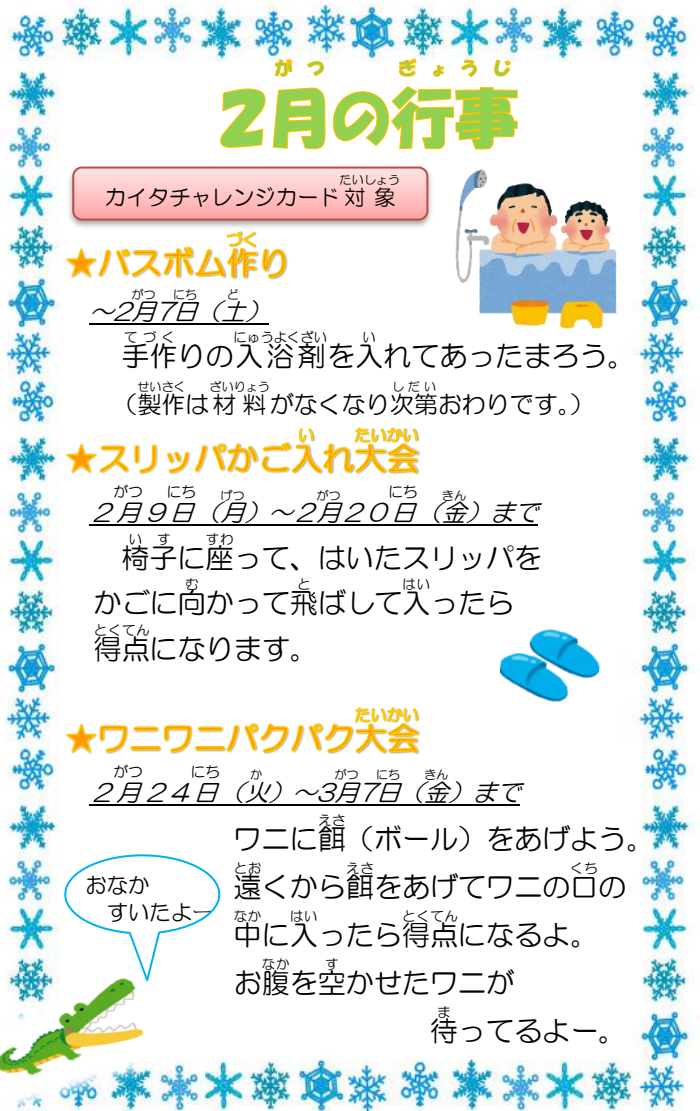 2月の行事
カイタチャレンジカード対象
★バスボム作り
～2月7日（土）
手作りの入浴剤を入れてあったまろう。
（製作は材料がなくなり次第おわりです。）
★スリッパかご入れ大会
２月９日（月）～２月２０日（金）まで
椅子に座って、はいたスリッパを
かごに向かって飛ばして入ったら
得点になります。
★ワニワニパクパク大会
２月２４日（火）～3月7日（金）まで
ワニに餌（ボール）をあげよう。
遠くから餌をあげてワニの口の
中に入ったら得点になるよ。
お腹を空かせたワニが
待ってるよー。
おなか
すいたよー